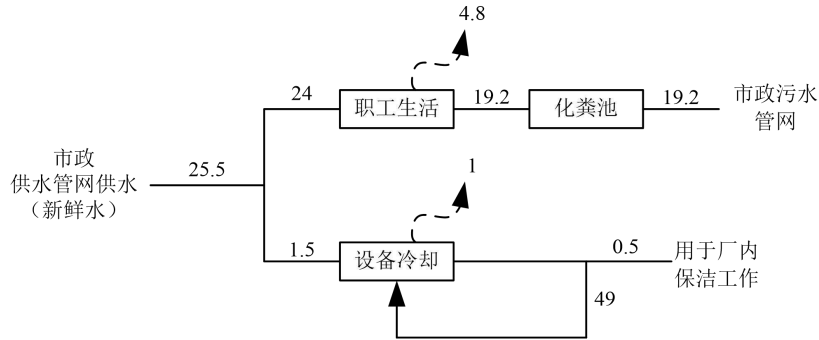 4.8
24
职工生活
19.2
化粪池
19.2
市政污水
管网
市政
供水管网供水
（新鲜水）
25.5
1
1.5
设备冷却
0.5
用于厂内
保洁工作
49